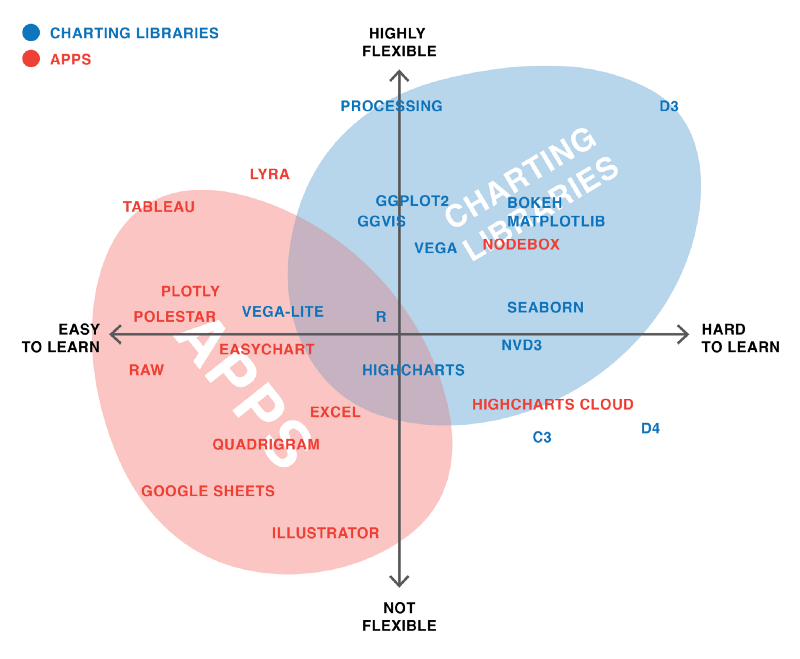 CHARTING LIBRARIES
APPS
HIGHLY
FLEXIBLE
PROCESSING
D3
CHARTING
LIBRARIES
LYRA
TABLEAU
GGPLOT2
BOKEH
GGVIS
MATPLOTLIB
VEGA
NODEBOX
PLOTLY
POLESTAR
VEGA-LITE
R
SEABORN
EASY
TO LEARN
HARD
TO LEARN
APPS
EASYCHART
NVD3
RAW
HIGHCHARTS
EXCEL
HIGHCHARTS CLOUD
D4
C3
QUADRIGRAM
GOOGLE SHEETS
ILLUSTRATOR
NOT
FLEXIBLE